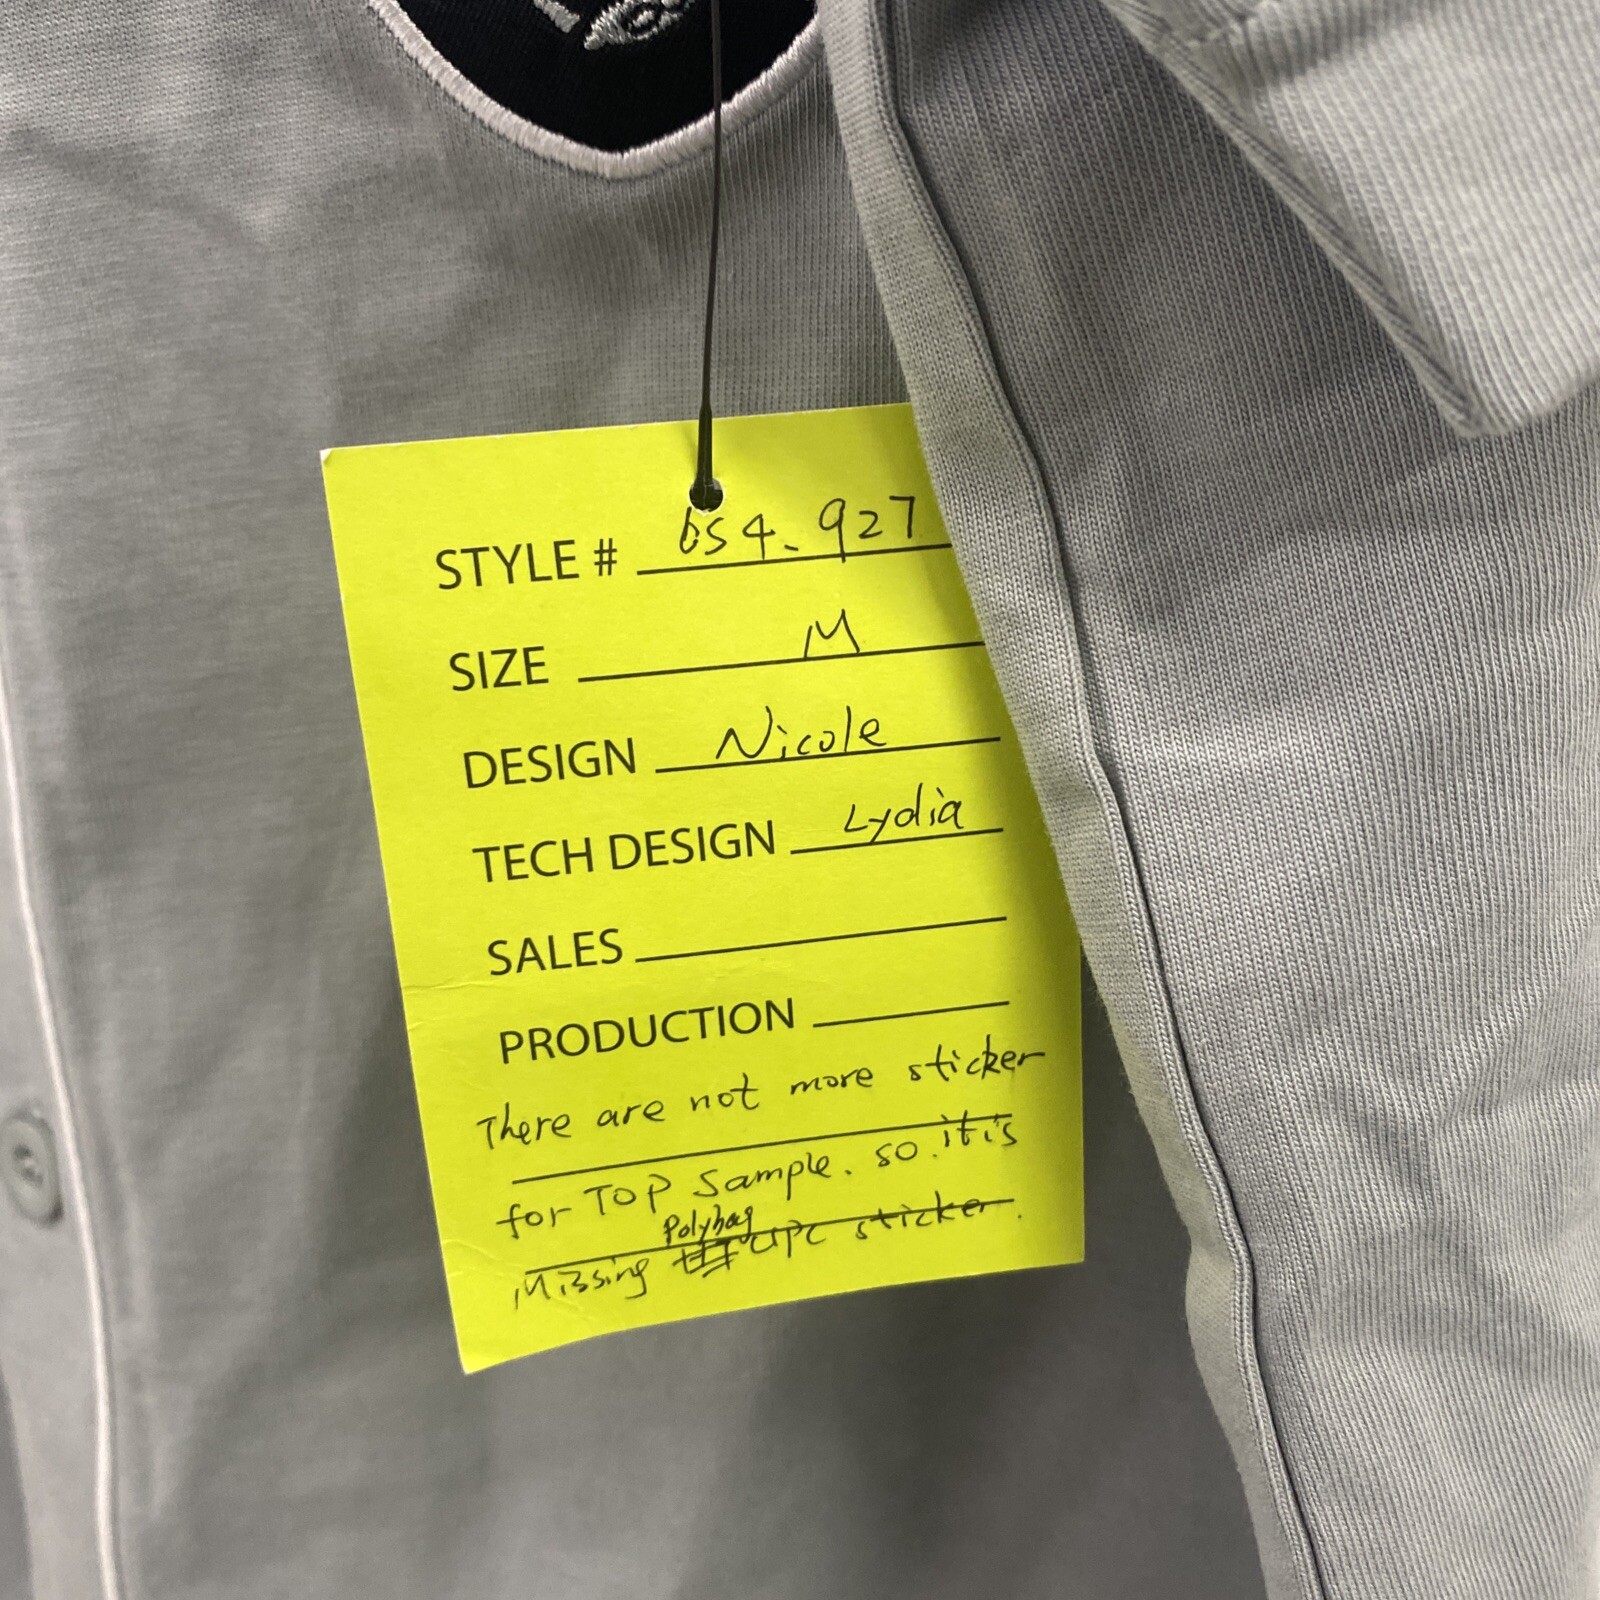 STYLE # 654-927
SIZE M
DESIGN Nicole
TECH DESIGN Lydia
SALES
PRODUCTION
There are not more sticker
for TOP Sample. so. it is
Polybag
Missing UPC sticker.